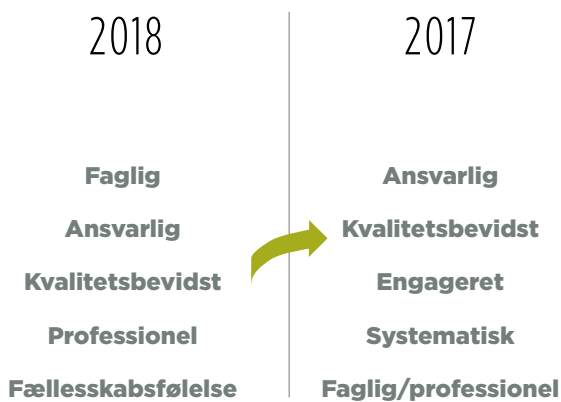 2018
Faglig
Ansvarlig
Kvalitetsbevidst
Professionel
Fællesskabsfølelse
2017
Ansvarlig
Kvalitetsbevidst
Engageret
Systematisk
Faglig/professionel